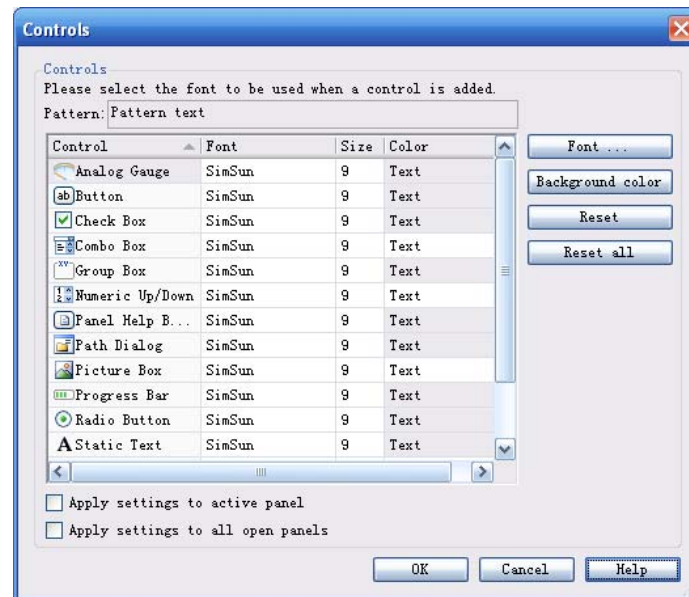 Controls
Controls
Please select the font to be used when a control is added.
Pattern: Pattern text
Control Font Size Color
Analog Gauge SimSun 9 Text
ab Button SimSun 9 Text
Check Box SimSun 9 Text
Combo Box SimSun 9 Text
XY Group Box SimSun 9 Text
1 2 Numeric Up/Down SimSun 9 Text
Panel Help B... SimSun 9 Text
Path Dialog SimSun 9 Text
Picture Box SimSun 9 Text
Progress Bar SimSun 9 Text
Radio Button SimSun 9 Text
A Static Text SimSun 9 Text
Font ...
Background color
Reset
Reset all
Apply settings to active panel
Apply settings to all open panels
OK Cancel Help